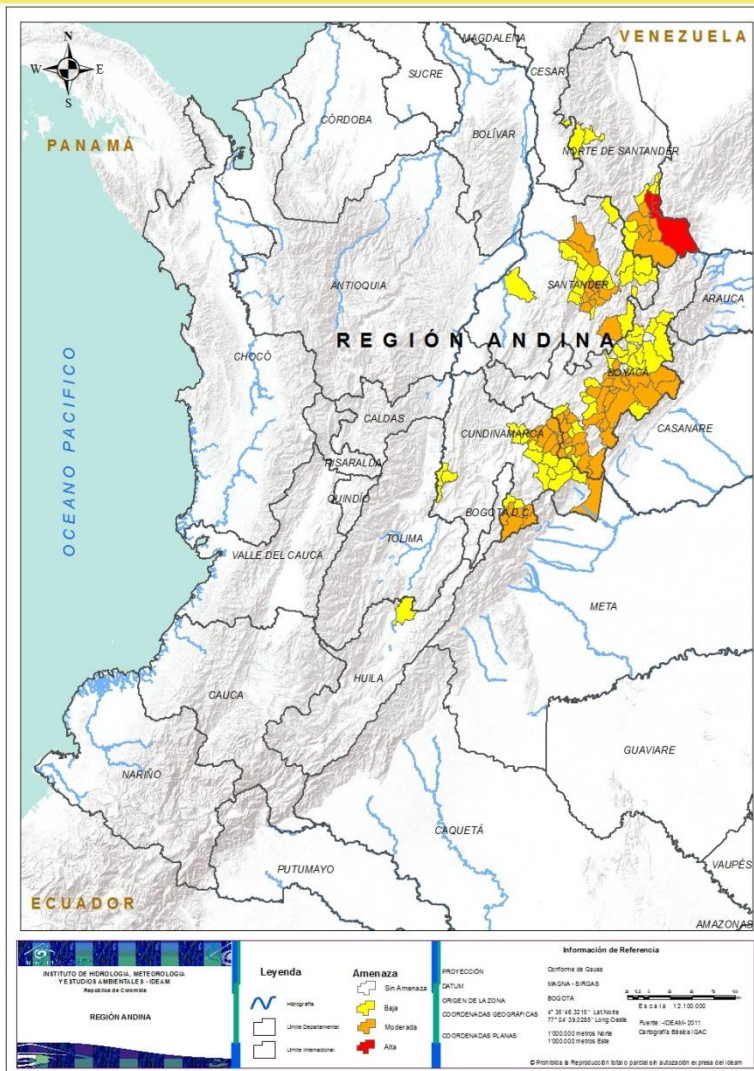 N
W E
S
VENEZUELA
MAGDALENA
CESAR
SUCRE
CÓRDOBA
BOLÍVAR
PANAMÁ
NORTE DE SANTANDER
ANTIOQUIA
SANTANDER
ARAUCA
REGIÓN ANDINA
CHOCÓ
BOYACÁ
OCEANO PACIFICO
CALDAS
CUNDINAMARCA
CASANARE
RISARALDA
QUINDÍO
BOGOTÁ D.C.
TOLIMA
VALLE DEL CAUCA
META
HUILA
CAUCA
GUAVIARE
NARIÑO
CAQUETÁ
VAUPÉS
PUTUMAYO
ECUADOR
AMAZONAS
INSTITUTO DE HIDROLOGIA, METEOROLOGIA
Y ESTUDIOS AMBIENTALES - IDEAM
Republica de Colombia
REGIÓN ANDINA
Leyenda
Hidrografia
Limite Departamental
Limite Internacional
Amenaza
Sin Amenaza
Baja
Moderada
Alta
Información de Referencia
PROYECCIÓN Conforme de Gauss
DATUM MAGNA - SIRGAS
ORIGEN DE LA ZONA BOGOTÁ
COORDENADAS GEOGRAFICAS
COORDENADAS PLANAS 1'000.000 metros Norte
1'000.000 metros Este
Escala 1:2.100.000
Fuente: -IDEAM- 2011
Cartografía Básica IGAC
© Prohibida la Reproducción total o parcial sin autorización expresa del Ideam